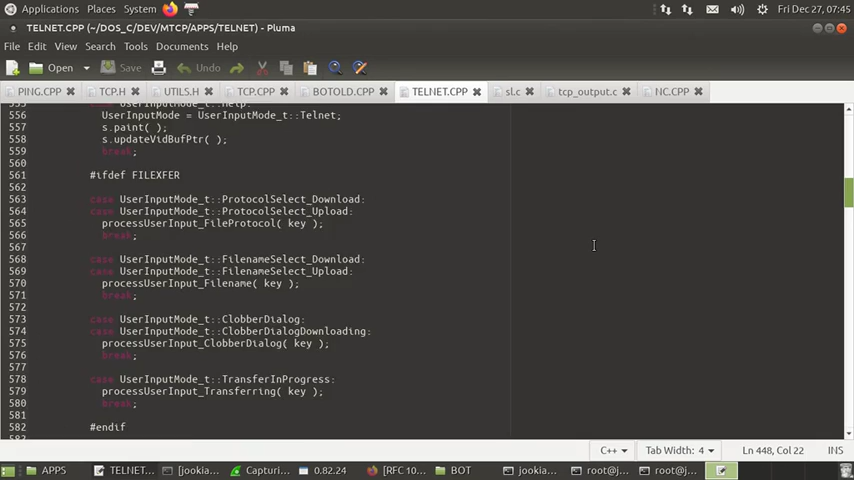 Applications Places System Fri Dec 27, 07:45
TELNET.CPP (~/DOS_C/DEV/MTCP/APPS/TELNET) - Pluma
File Edit View Search Tools Documents Help
Open Save Undo
PING.CPP TCP.H UTILS.H TCP.CPP BOTOLD.CPP TELNET.CPP sl.c tcp_output.c NC.CPP
555 case UserInputMode_t::Help:
556 UserInputMode = UserInputMode_t::Telnet;
557 s.paint( );
558 s.updateVidBufPtr( );
559 break;
560
561 #ifdef FILEXFER
562
563 case UserInputMode_t::ProtocolSelect_Download:
564 case UserInputMode_t::ProtocolSelect_Upload:
565 processUserInput_FileProtocol( key );
566 break;
567
568 case UserInputMode_t::FilenameSelect_Download:
569 case UserInputMode_t::FilenameSelect_Upload:
570 processUserInput_Filename( key );
571 break;
572
573 case UserInputMode_t::ClobberDialog:
574 case UserInputMode_t::ClobberDialogDownloading:
575 processUserInput_ClobberDialog( key );
576 break;
577
578 case UserInputMode_t::TransferInProgress:
579 processUserInput_Transferring( key );
580 break;
581
582 #endif
583
C++ Tab Width: 4 Ln 448, Col 22 INS
APPS TELNET... [jookia... Capturi... 0.82.24 [RFC 10... BOT jookia... root@j... root@j...